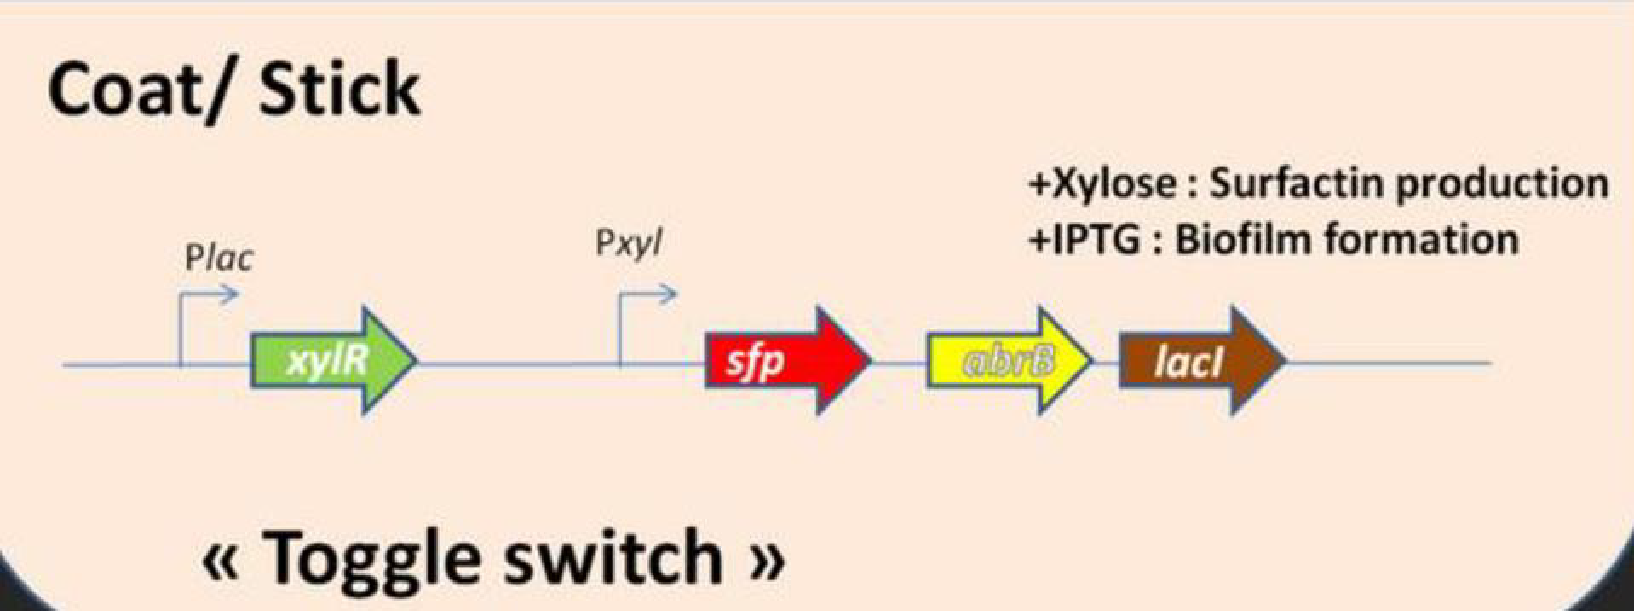 Coat/ Stick
+Xylose : Surfactin production
+IPTG : Biofilm formation
Plac
Pxyl
xylR
sfp
abrB
lacI
« Toggle switch »